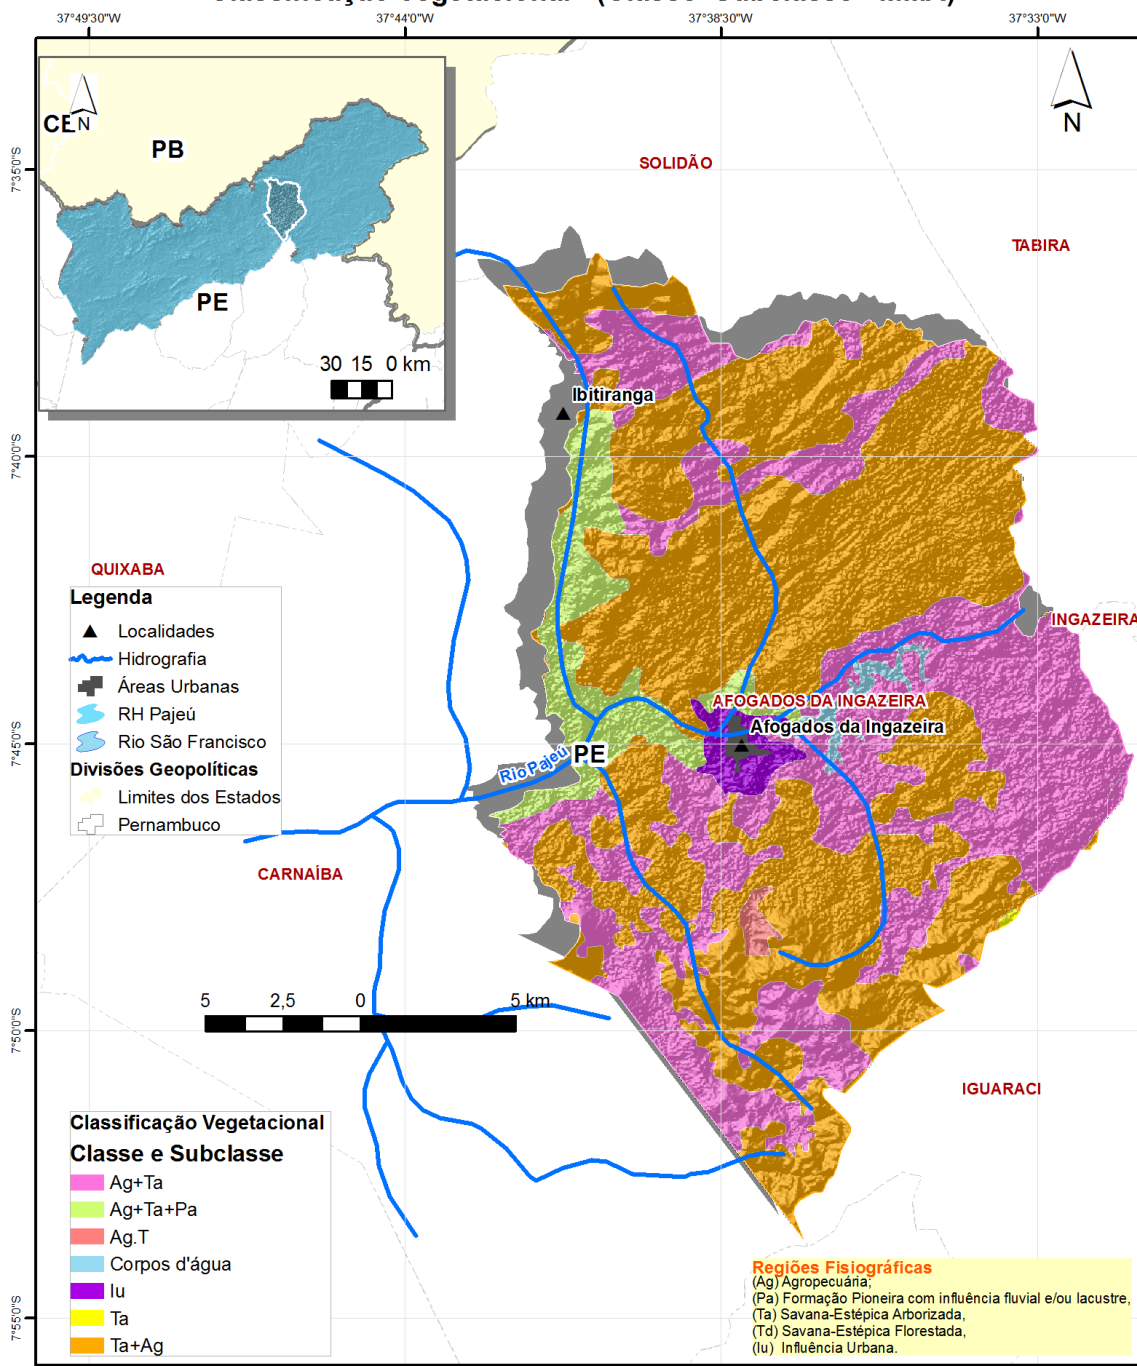 37°49'30"W
37°44'0"W
37°38'30"W
37°33'0"W
7°35'0"S
7°40'0"S
7°45'0"S
7°50'0"S
7°55'0"S
CE
N
PB
PE
30 15 0 km
N
SOLIDÃO
TABIRA
Ibitiranga
QUIXABA
INGAZEIRA
AFOGADOS DA INGAZEIRA
Afogados da Ingazeira
PE
Rio Pajeú
CARNAÍBA
IGUARACI
Legenda
Localidades
Hidrografia
Áreas Urbanas
RH Pajeú
Rio São Francisco
Divisões Geopolíticas
Limites dos Estados
Pernambuco
5 2,5 0 5 km
Classificação Vegetacional
Classe e Subclasse
Ag+Ta
Ag+Ta+Pa
Ag.T
Corpos d'água
Iu
Ta
Ta+Ag
Regiões Fisiográficas
(Ag) Agropecuária;
(Pa) Formação Pioneira com influência fluvial e/ou lacustre,
(Ta) Savana-Estépica Arborizada,
(Td) Savana-Estépica Florestada,
(Iu) Influência Urbana.